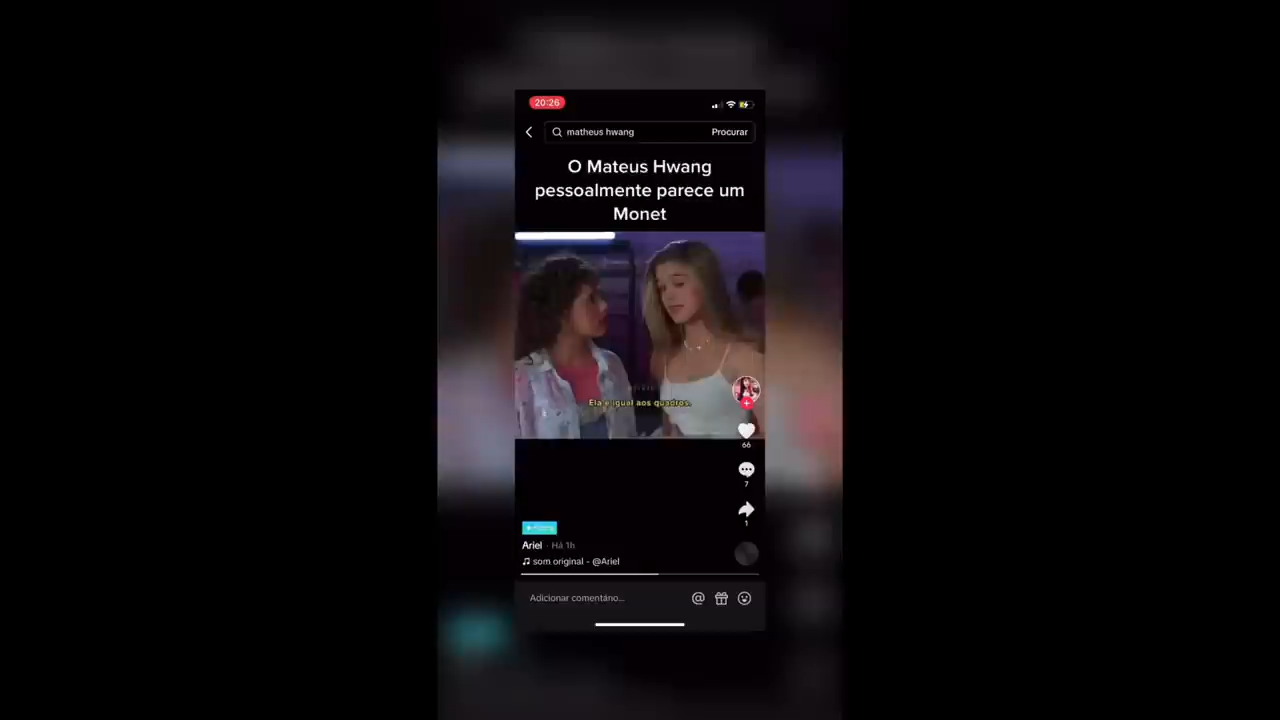 20:26
matheus hwang Procurar
O Mateus Hwang
pessoalmente parece um
Monet
Ela e igual aos quadros.
66
7
1
Ariel · Há 1h
som original - @Ariel
Adicionar comentário...